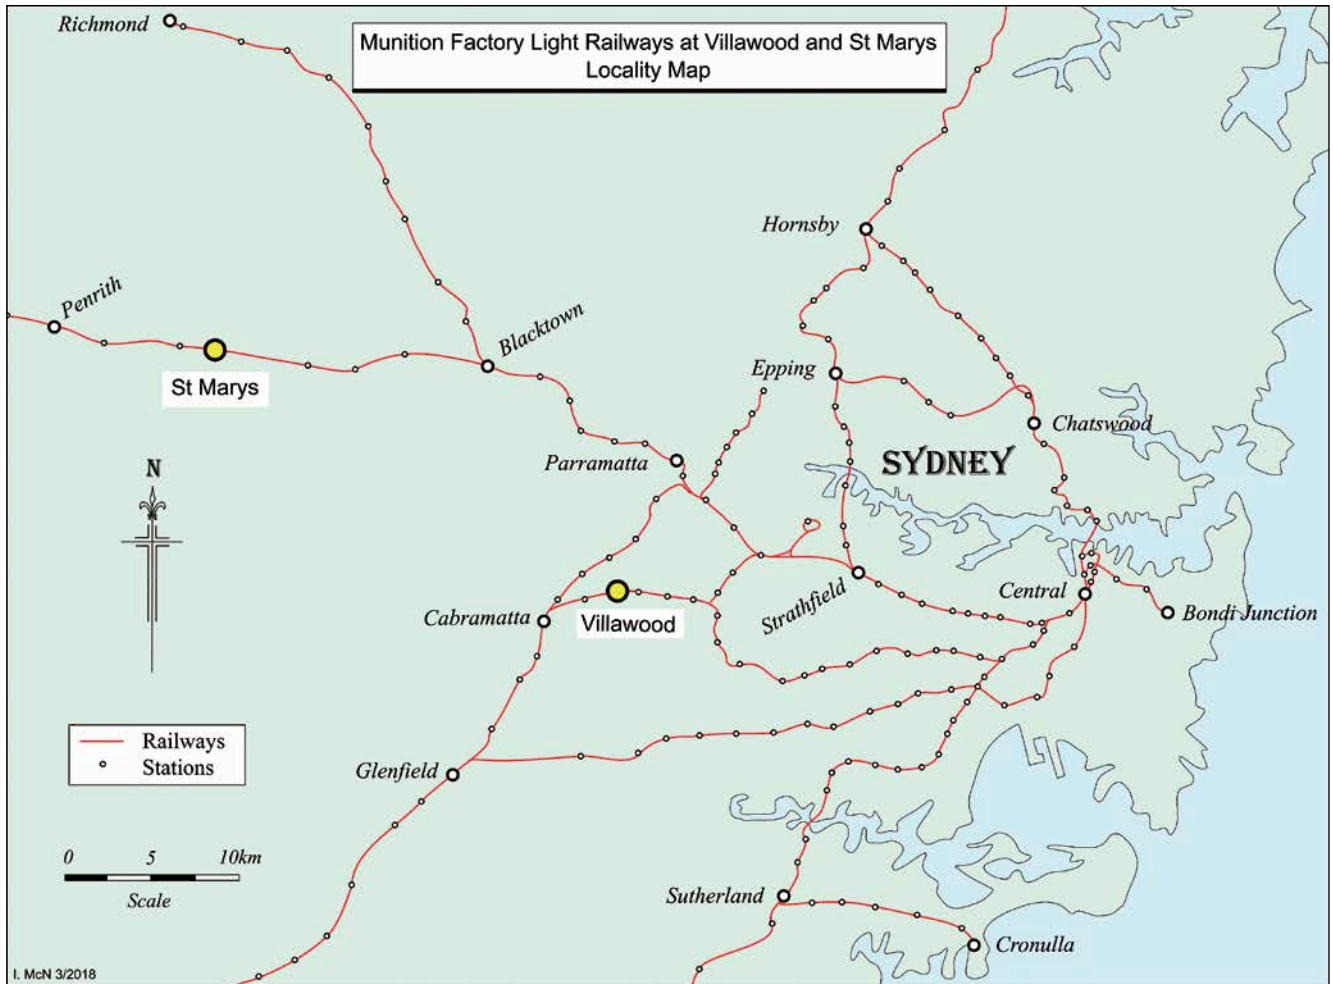 Munition Factory Light Railways at Villawood and St Marys
Locality Map
Richmond
Hornsby
Penrith
Blacktown
St Marys
Epping
Chatswood
Parramatta
SYDNEY
N
Strathfield
Central
Bondi Junction
Cabramatta
Villawood
Railways
Stations
Glenfield
0 5 10km
Scale
Sutherland
Cronulla
I. McN 3/2018